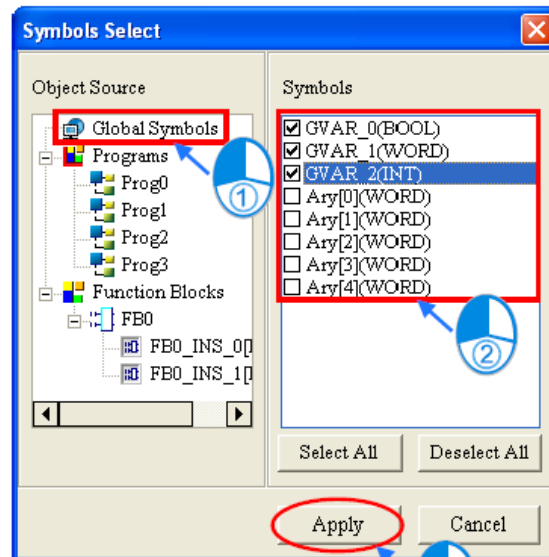 Symbols Select
Object Source
Global Symbols
Programs
Prog0
Prog1
Prog2
Prog3
Function Blocks
FB0
FB0_INS_0[
FB0_INS_1[
①
Symbols
GVAR_0(BOOL)
GVAR_1(WORD)
GVAR_2(INT)
Ary[0](WORD)
Ary[1](WORD)
Ary[2](WORD)
Ary[3](WORD)
Ary[4](WORD)
②
Select All
Deselect All
Apply
Cancel